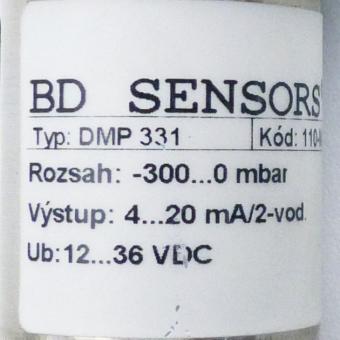 BD SENSORS
Typ: DMP 331 Kód: 110-
Rozsah: -300...0 mbar
Výstup: 4...20 mA/2-vod.
Ub: 12...36 VDC